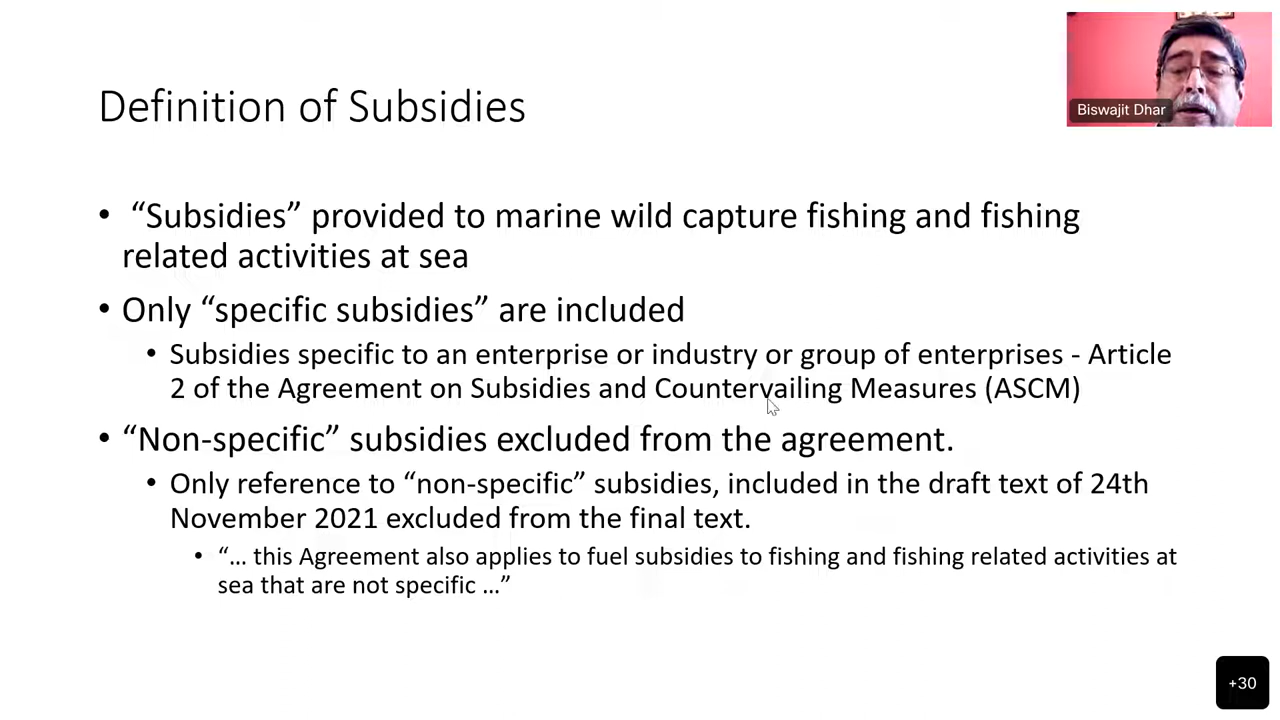 Biswajit Dhar
Definition of Subsidies
• “Subsidies” provided to marine wild capture fishing and fishing
related activities at sea
• Only “specific subsidies” are included
• Subsidies specific to an enterprise or industry or group of enterprises - Article
2 of the Agreement on Subsidies and Countervailing Measures (ASCM)
• “Non-specific” subsidies excluded from the agreement.
• Only reference to “non-specific” subsidies, included in the draft text of 24th
November 2021 excluded from the final text.
• “… this Agreement also applies to fuel subsidies to fishing and fishing related activities at
sea that are not specific …”
+30